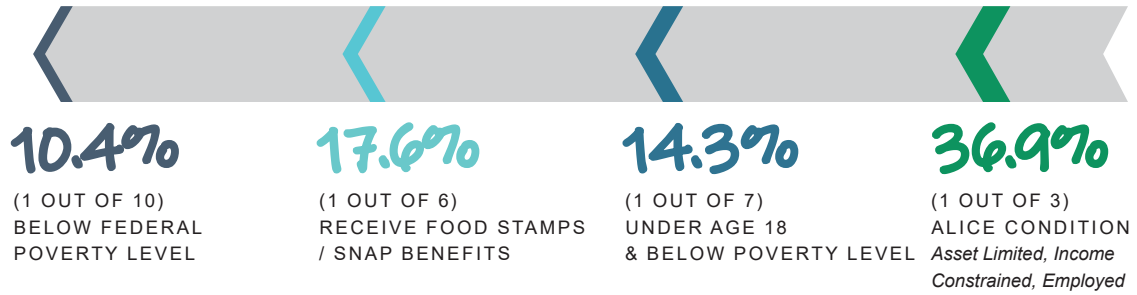 10.4%
(1 OUT OF 10)
BELOW FEDERAL
POVERTY LEVEL
17.6%
(1 OUT OF 6)
RECEIVE FOOD STAMPS
/ SNAP BENEFITS
14.3%
(1 OUT OF 7)
UNDER AGE 18
& BELOW POVERTY LEVEL
36.9%
(1 OUT OF 3)
ALICE CONDITION
Asset Limited, Income
Constrained, Employed